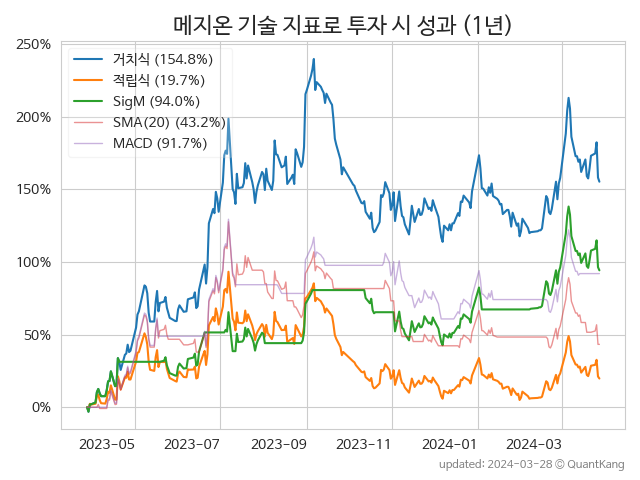 메지온 기술 지표로 투자 시 성과 (1년)
250%
200%
150%
100%
50%
0%
거치식 (154.8%)
적립식 (19.7%)
SigM (94.0%)
SMA(20) (43.2%)
MACD (91.7%)
2023-05 2023-07 2023-09 2023-11 2024-01 2024-03
updated: 2024-03-28 © QuantKang